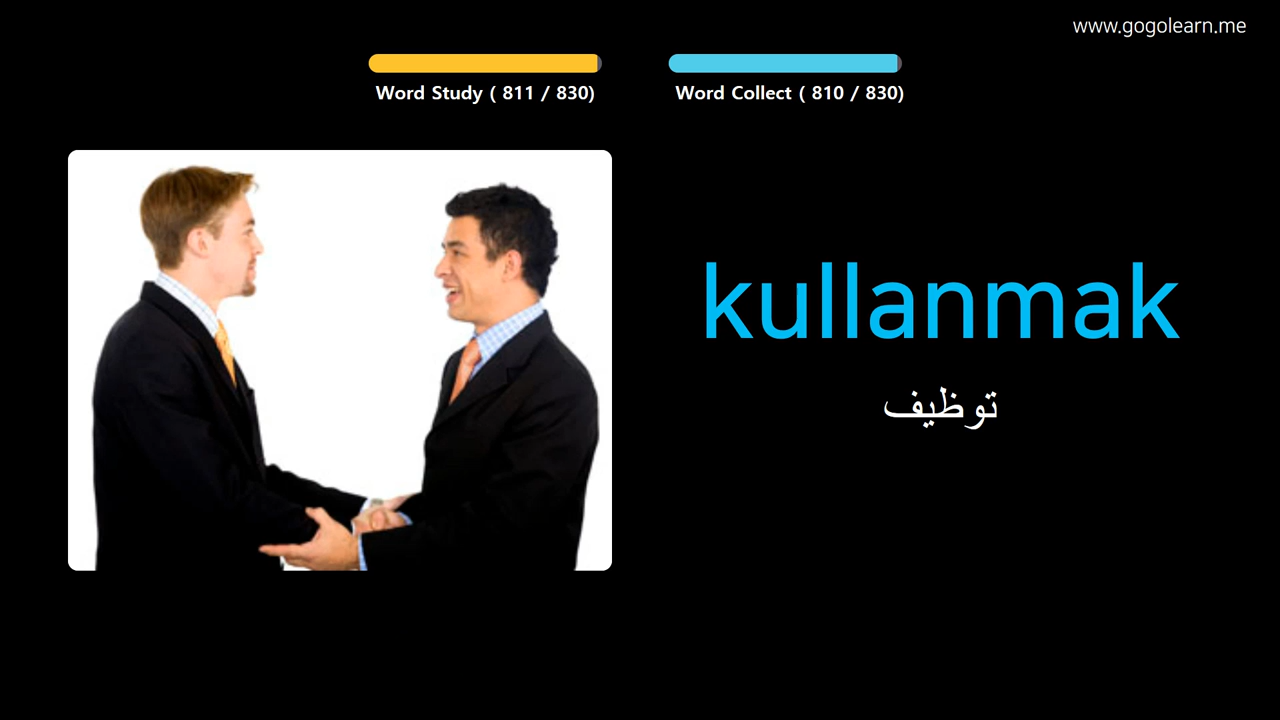 www.gogolearn.me
Word Study ( 811 / 830)
Word Collect ( 810 / 830)
kullanmak
توظيف